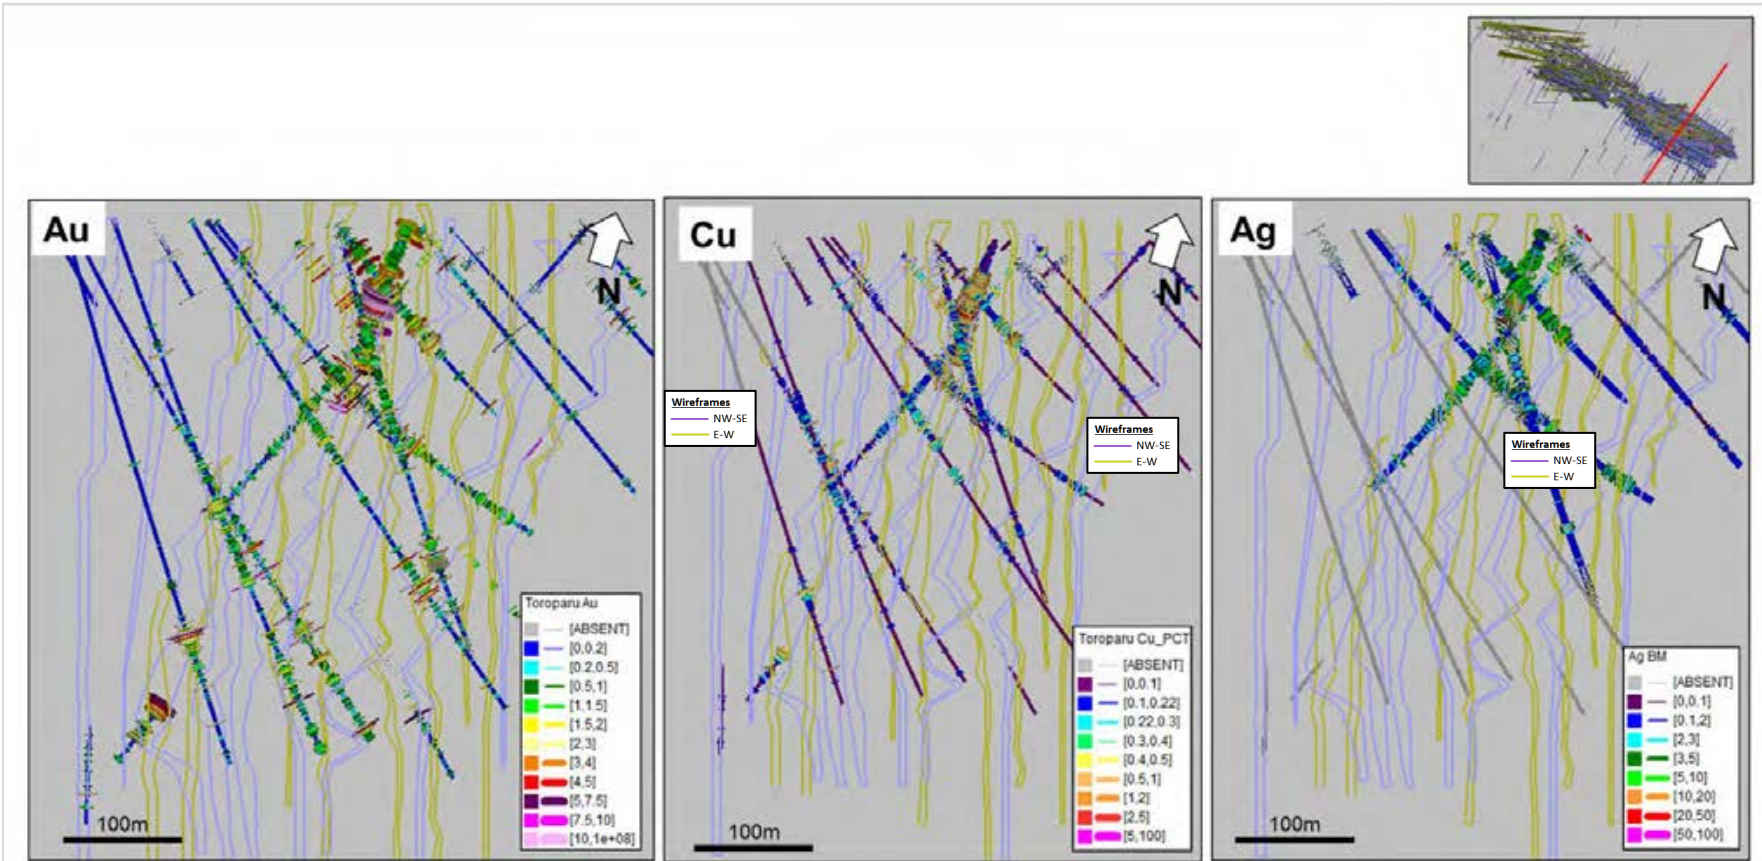 Au
N
Toroparu Au
[ABSENT]
[0,0.2]
[0.2,0.5]
[0.5,1]
[1,1.5]
[1.5,2]
[2,3]
[3,4]
[4,5]
[5,7.5]
[7.5,10]
[10,1e+08]
100m
Cu
N
Wireframes
NW-SE
E-W
Wireframes
NW-SE
E-W
Toroparu Cu_PCT
[ABSENT]
[0,0.1]
[0.1,0.22]
[0.22,0.3]
[0.3,0.4]
[0.4,0.5]
[0.5,1]
[1,2]
[2,5]
[5,100]
100m
Ag
N
Wireframes
NW-SE
E-W
Ag BM
[ABSENT]
[0,0.1]
[0.1,2]
[2,3]
[3,5]
[5,10]
[10,20]
[20,50]
[50,100]
100m